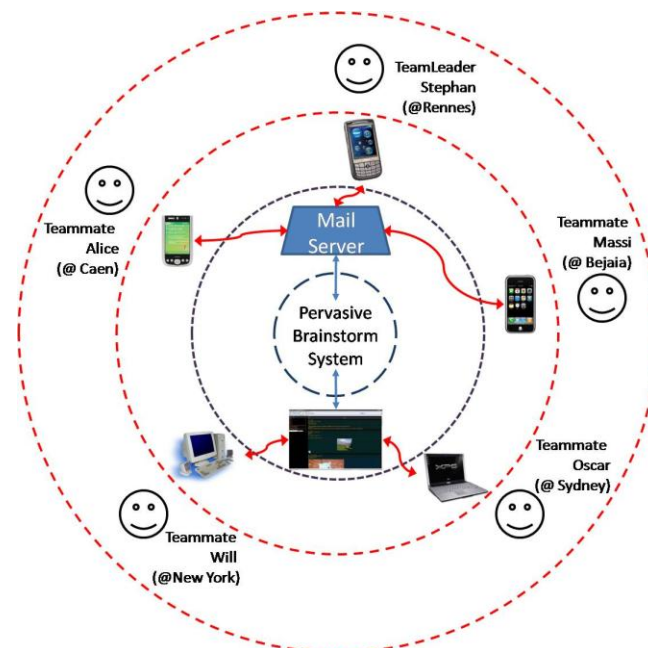 TeamLeader
Stephan
(@Rennes)
Teammate
Alice
(@ Caen)
Mail
Server
Teammate
Massi
(@ Bejaia)
Pervasive
Brainstorm
System
Teammate
Oscar
(@ Sydney)
Teammate
Will
(@New York)